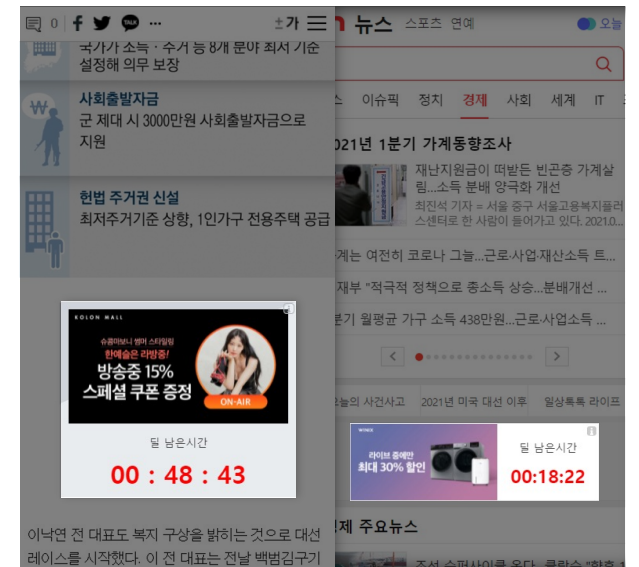 0 f TALK ... ±가
국가가 소득·주거 등 8개 분야 최저 기준
설정해 의무 보장
사회출발자금
군 제대 시 3000만원 사회출발자금으로
지원
헌법 주거권 신설
최저주거기준 상향, 1인가구 전용주택 공급
KOLON MALL
슈콤마보니 썸머 스타일링
한예슬은 라방중!
방송중 15%
스페셜 쿠폰 증정
ON-AIR
딜 남은시간
00 : 48 : 43
이낙연 전 대표도 복지 구상을 밝히는 것으로 대선
레이스를 시작했다. 이 전 대표는 전날 백범김구기
뉴스 스포츠 연예 오늘
스 이슈픽 정치 경제 사회 세계 IT
021년 1분기 가계동향조사
재난지원금이 떠받든 빈곤층 가계살
림...소득 분배 양극화 개선
최진석 기자 = 서울 중구 서울고용복지플러
스센터로 한 사람이 들어가고 있다. 2021.0...
계는 여전히 코로나 그늘...근로·사업·재산소득 트...
재부 "적극적 정책으로 총소득 상승...분배개선 ...
분기 월평균 가구 소득 438만원...근로·사업소득 ...
오늘의 사건사고 2021년 미국 대선 이후 일상톡톡 라이프
라이브 중에만
최대 30% 할인
딜 남은시간
00:18:22
제 주요뉴스